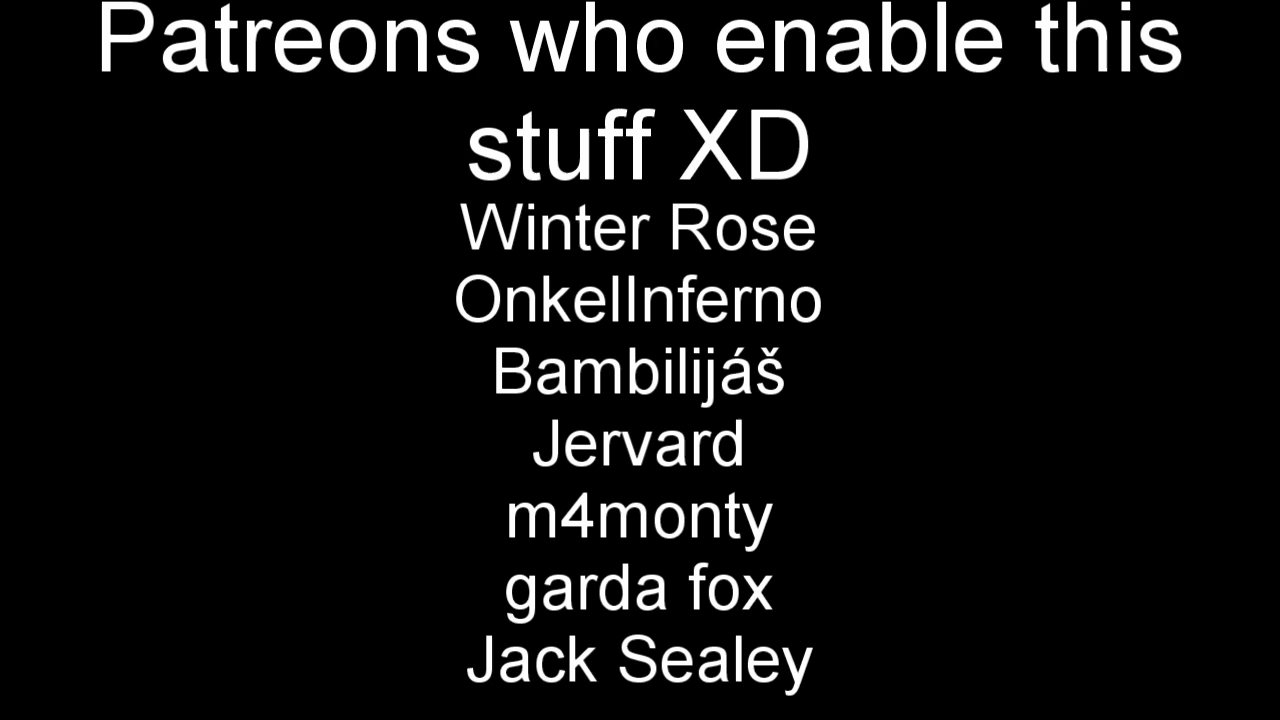 Patreons who enable this
stuff XD
Winter Rose
OnkelInferno
Bambilijáš
Jervard
m4monty
garda fox
Jack Sealey